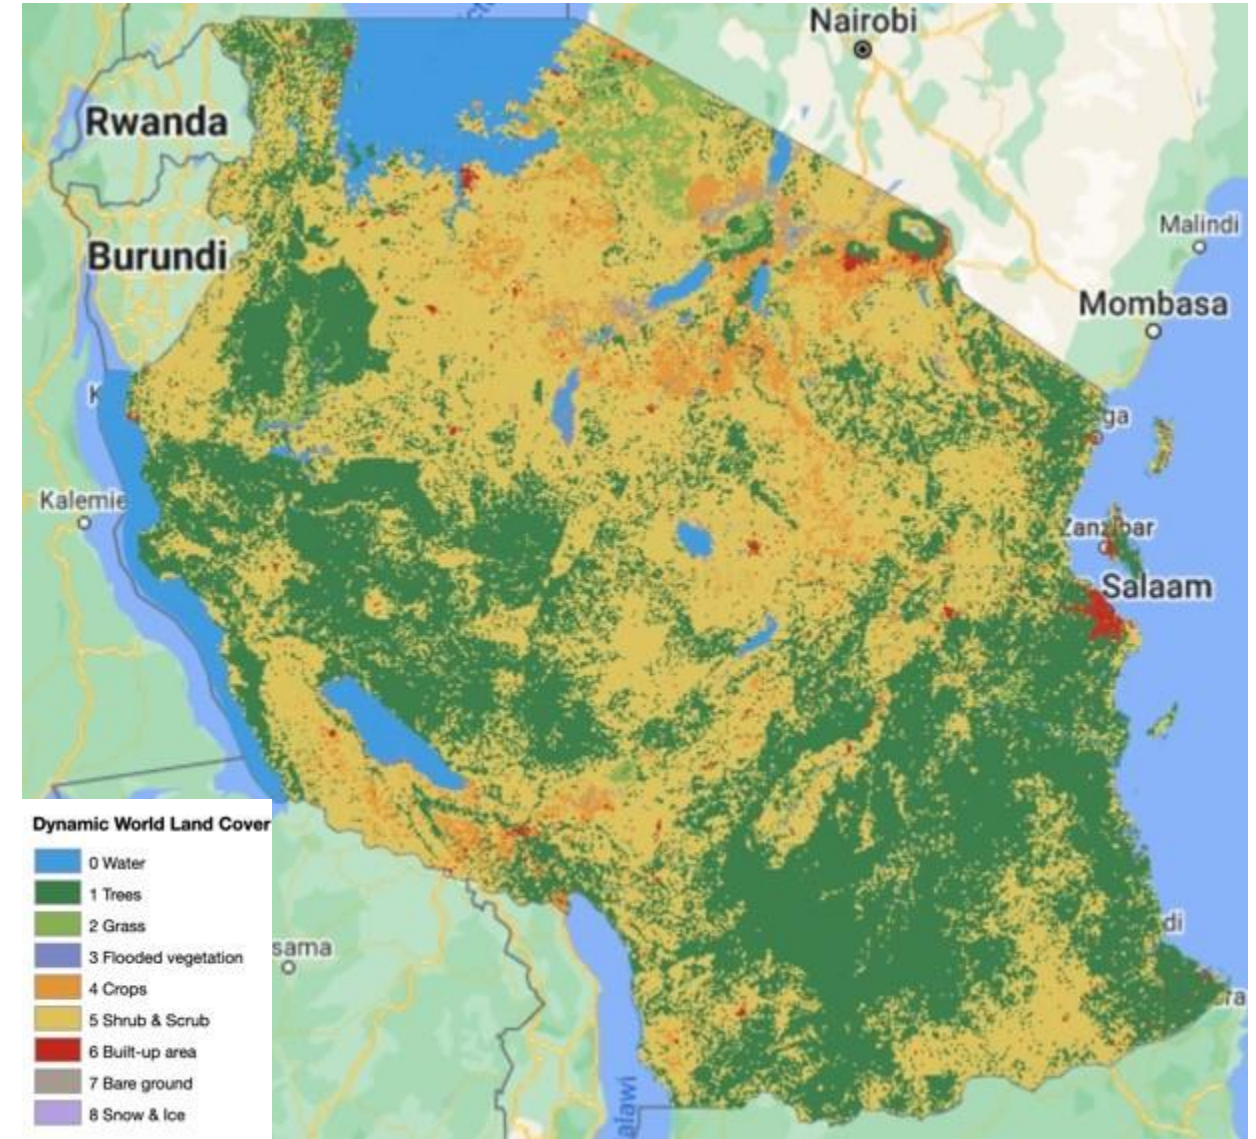 Nairobi
Rwanda
Malindi
Burundi
Mombasa
K
ga
Kalemie
Zanzibar
Salaam
Dynamic World Land Cover
0 Water
1 Trees
2 Grass
3 Flooded vegetation
4 Crops
5 Shrub & Scrub
6 Built-up area
7 Bare ground
8 Snow & Ice
sama
di
ra
alawi